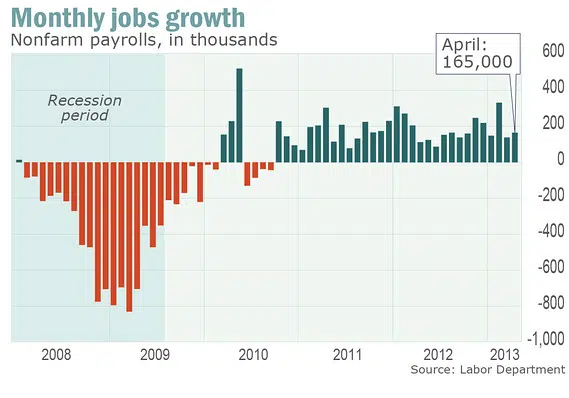 Monthly jobs growth
Nonfarm payrolls, in thousands
April:
165,000
Recession
period
600
400
200
0
-200
-400
-600
-800
-1,000
2008 2009 2010 2011 2012 2013
Source: Labor Department